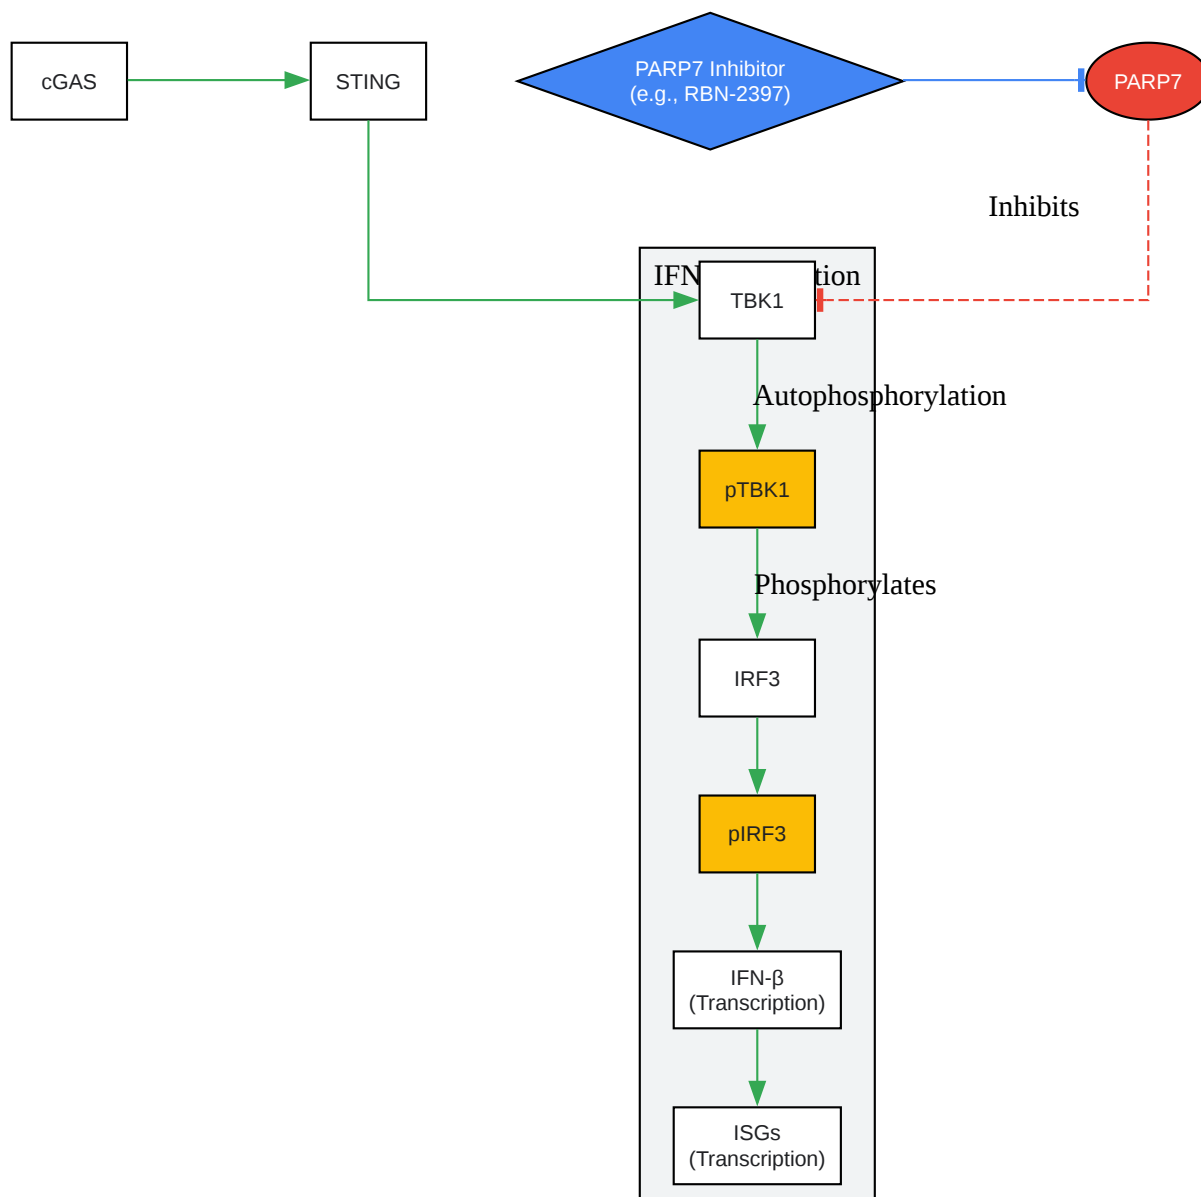 cGAS
STING
PARP7 Inhibitor
(e.g., RBN-2397)
PARP7
Inhibits
TBK1
Autophosphorylation
pTBK1
Phosphorylates
IRF3
pIRF3
IFN-β
(Transcription)
ISGs
(Transcription)